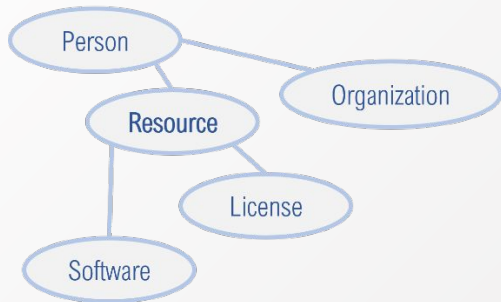 Person
Organization
Resource
License
Software